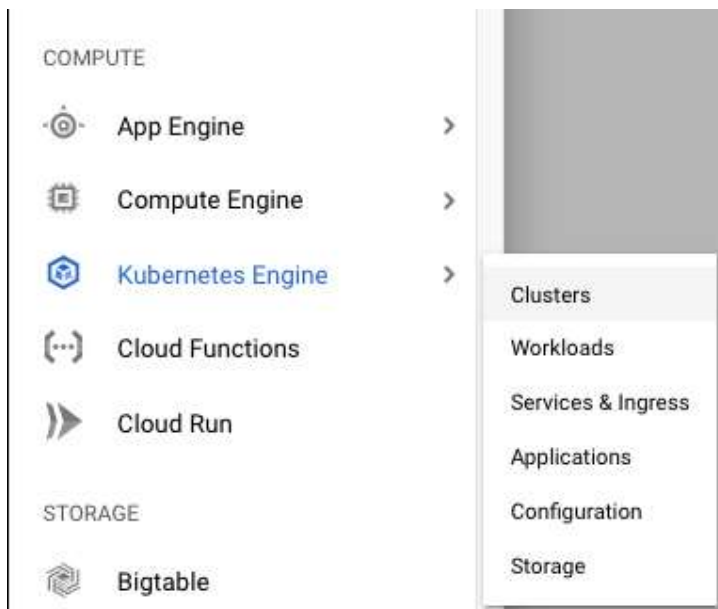 COMPUTE
App Engine
Compute Engine
Kubernetes Engine
Cloud Functions
Cloud Run
STORAGE
Bigtable
Clusters
Workloads
Services & Ingress
Applications
Configuration
Storage